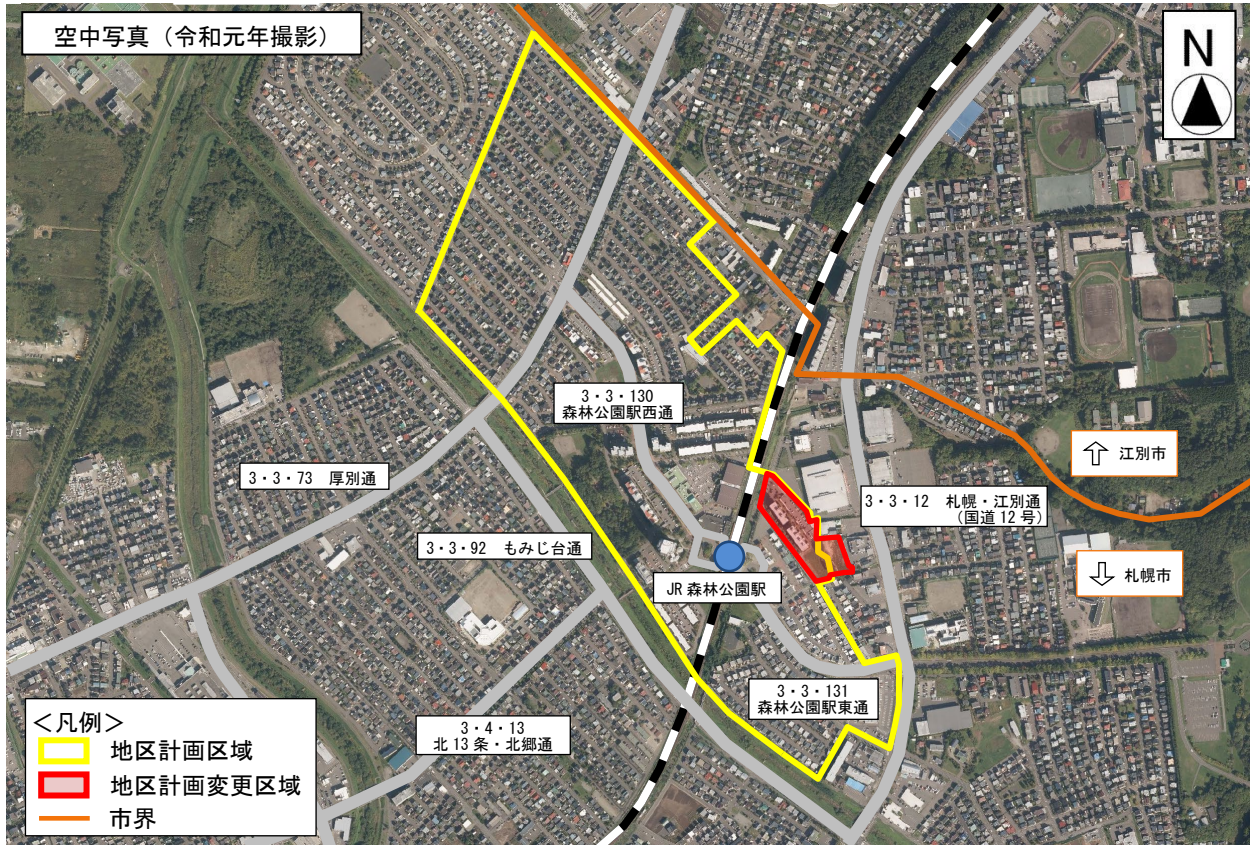 空中写真（令和元年撮影）
N
3・3・130
森林公園駅西通
3・3・73 厚別通
江別市
3・3・12 札幌・江別通
（国道12号）
3・3・92 もみじ台通
札幌市
JR 森林公園駅
3・3・131
森林公園駅東通
3・4・13
北13条・北郷通
＜凡例＞
地区計画区域
地区計画変更区域
市界